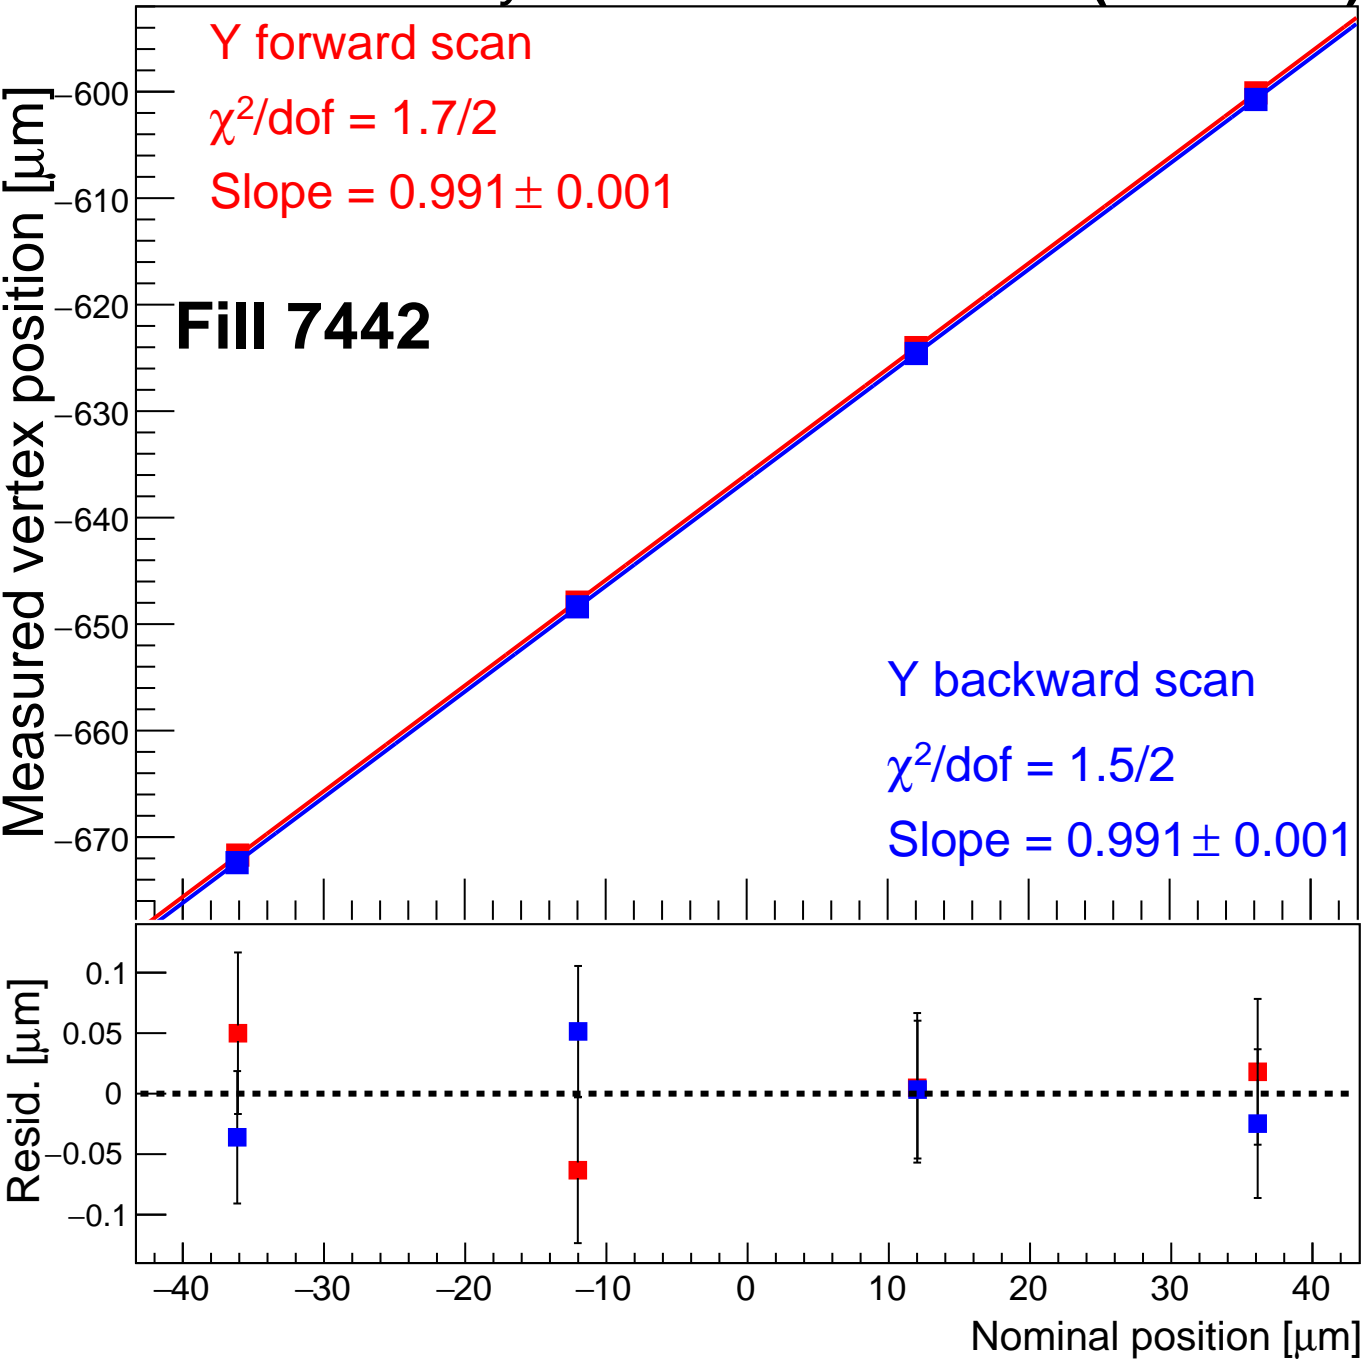 Y forward scan
χ²/dof = 1.7/2
Slope = 0.991 ± 0.001
Fill 7442
Y backward scan
χ²/dof = 1.5/2
Slope = 0.991 ± 0.001
Measured vertex position [μm]
−600
−610
−620
−630
−640
−650
−660
−670
Resid. [μm]
0.1
0.05
0
−0.05
−0.1
−40 −30 −20 −10 0 10 20 30 40
Nominal position [μm]